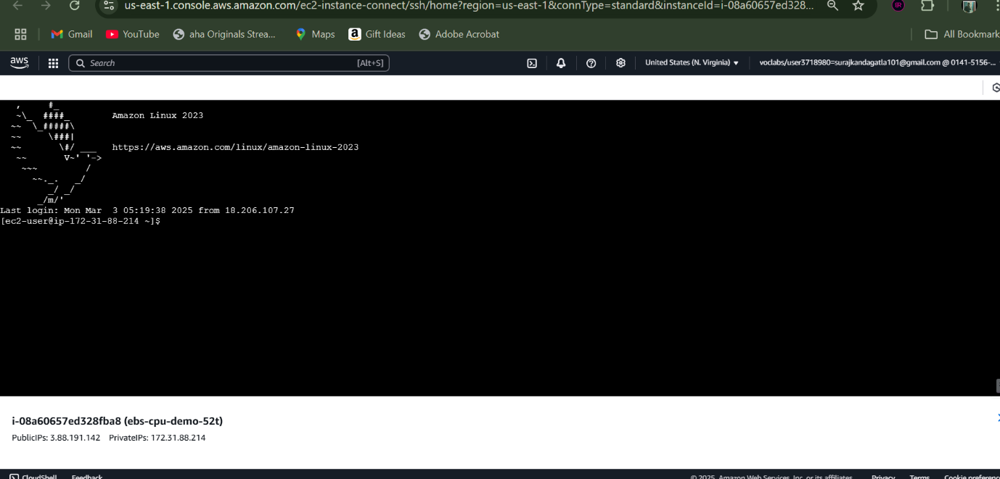 us-east-1.console.aws.amazon.com/ec2-instance-connect/ssh/home?region=us-east-1&connType=standard&instanceId=i-08a60657ed328...
IR
Gmail
YouTube
aha Originals Strea...
Maps
Gift Ideas
Adobe Acrobat
All Bookmark
aws
Search
[Alt+S]
United States (N. Virginia)
voclabs/user3718980=surajkandagatla101@gmail.com @ 0141-5156-...
   ,     #_
   ~\_  ####_        Amazon Linux 2023
  ~~  \_#####\
  ~~     \###|
  ~~       \#/ ___   https://aws.amazon.com/linux/amazon-linux-2023
   ~~       V~' '->
    ~~~         /
      ~~._.   _/
         _/ _/
       _/m/'
Last login: Mon Mar  3 05:19:38 2025 from 18.206.107.27
[ec2-user@ip-172-31-88-214 ~]$
i-08a60657ed328fba8 (ebs-cpu-demo-52t)
PublicIPs: 3.88.191.142 PrivateIPs: 172.31.88.214
CloudShell
Feedback
© 2025, Amazon Web Services, Inc. or its affiliates.
Privacy
Terms
Cookie preference